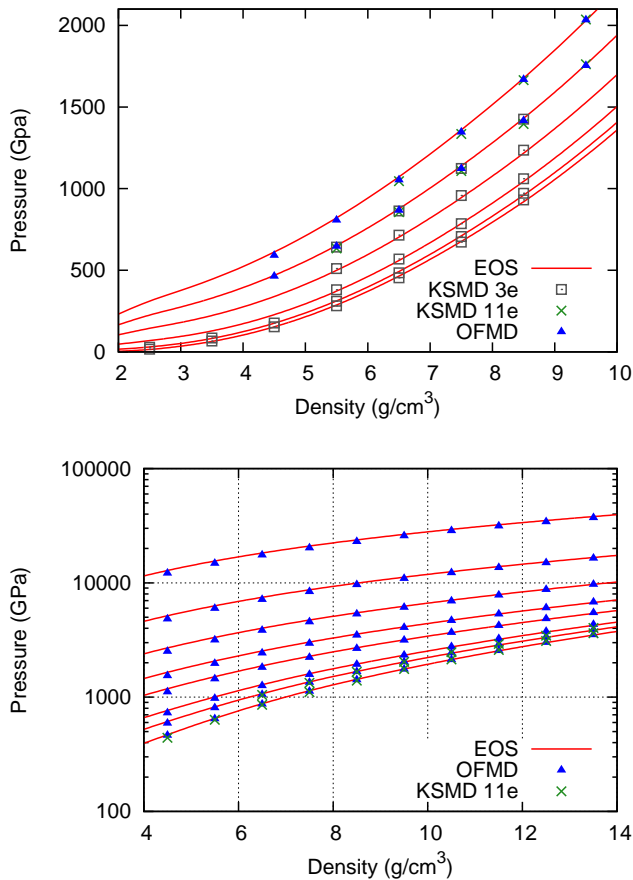 2000
1500
1000
500
0
Pressure (Gpa)
EOS
KSMD 3e
KSMD 11e
OFMD
2 3 4 5 6 7 8 9 10
Density (g/cm³)
100000
10000
1000
100
Pressure (GPa)
EOS
OFMD
KSMD 11e
4 6 8 10 12 14
Density (g/cm³)